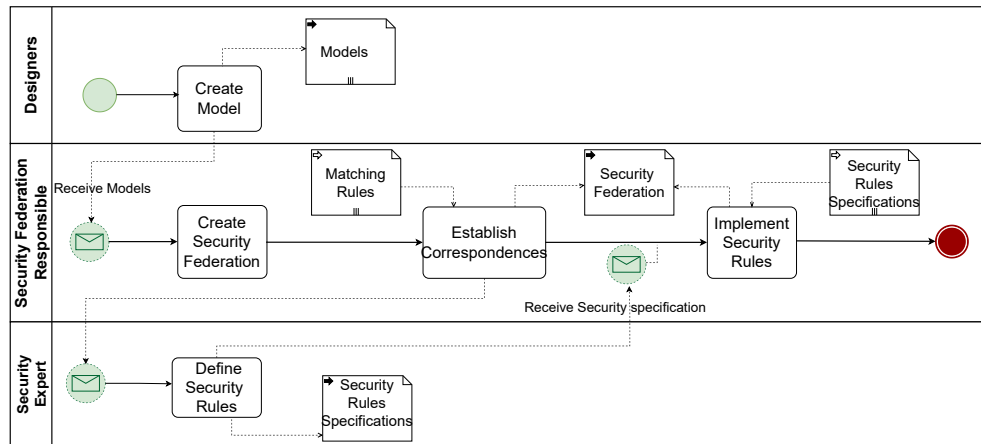 Designers
Create
Model
Models
Security Federation
Responsible
Receive Models
Create
Security
Federation
Matching
Rules
Establish
Correspondences
Security
Federation
Receive Security specification
Implement
Security
Rules
Security
Rules
Specifications
Security
Expert
Define
Security
Rules
Security
Rules
Specifications